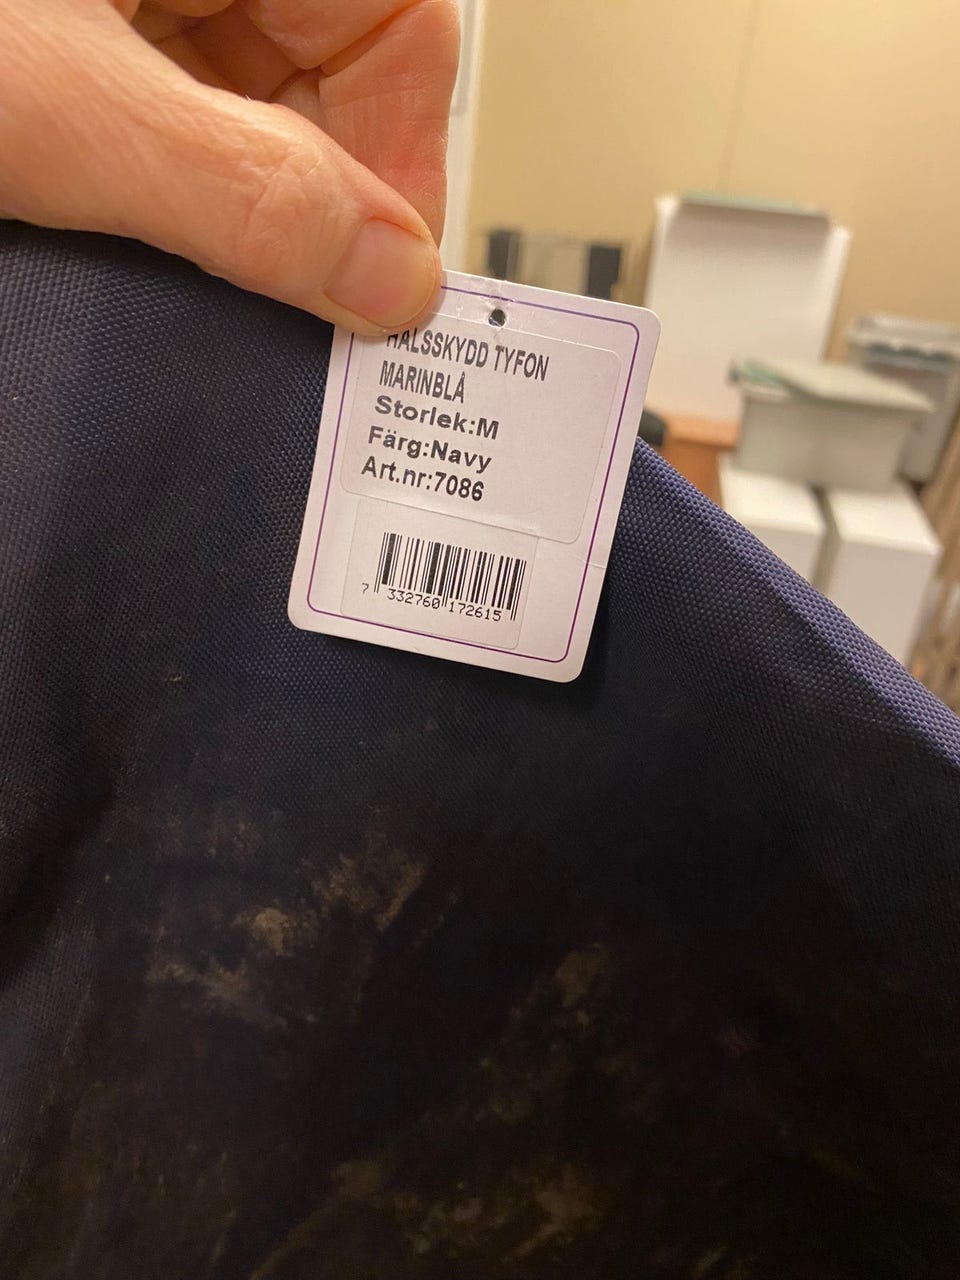 HALSSKYDD TYFON
MARINBLÅ
Storlek:M
Färg:Navy
Art.nr:7086
7 332760 172615